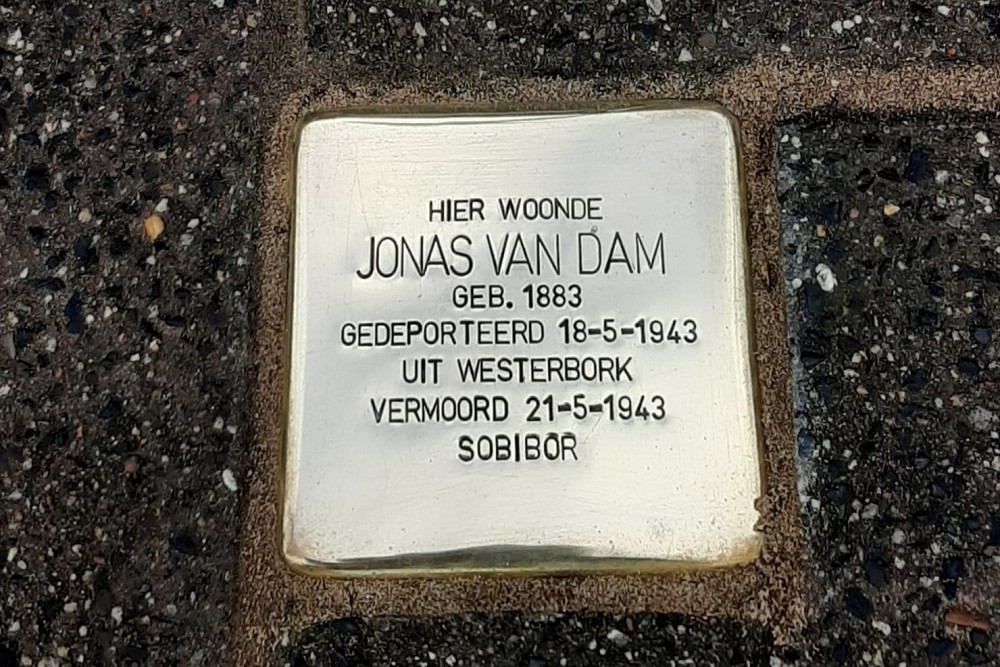 HIER WOONDE
JONAS VAN DAM
GEB. 1883
GEDEPORTEERD 18-5-1943
UIT WESTERBORK
VERMOORD 21-5-1943
SOBIBOR